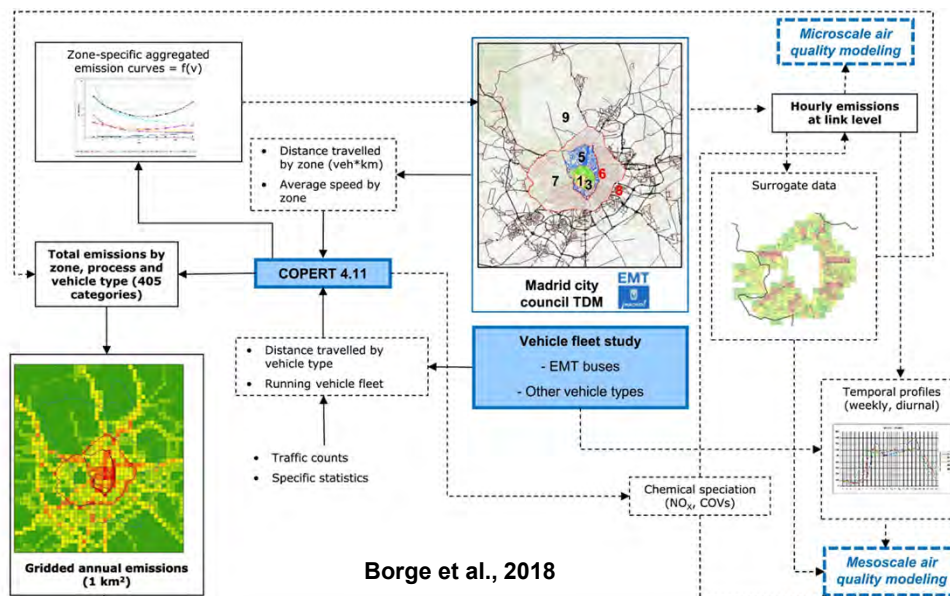 Zone-specific aggregated
emission curves = f(v)
• Distance travelled
by zone (veh*km)
• Average speed by
zone
Total emissions by
zone, process and
vehicle type (405
categories)
COPERT 4.11
9
5
7
1
3
6
8
Madrid city
council TDM
EMT
Microscale air
quality modeling
Hourly emissions
at link level
Surrogate data
• Distance travelled by
vehicle type
• Running vehicle fleet
Vehicle fleet study
- EMT buses
- Other vehicle types
• Traffic counts
• Specific statistics
Temporal profiles
(weekly, diurnal)
Chemical speciation
(NOX, COVs)
Gridded annual emissions
(1 km²)
Borge et al., 2018
Mesoscale air
quality modeling